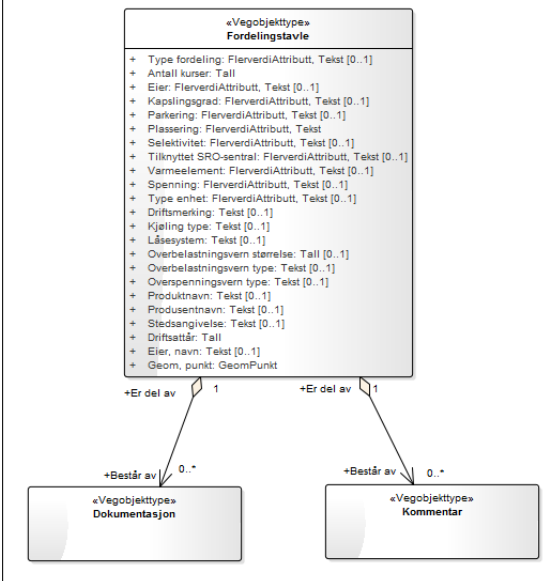 «Vegobjekttype»
Fordelingstavle
+ Type fordeling: FlerverdiAttributt, Tekst [0..1]
+ Antall kurser: Tall
+ Eier: FlerverdiAttributt, Tekst [0..1]
+ Kapslingsgrad: FlerverdiAttributt, Tekst [0..1]
+ Parkering: FlerverdiAttributt, Tekst [0..1]
+ Plassering: FlerverdiAttributt, Tekst
+ Selektivitet: FlerverdiAttributt, Tekst [0..1]
+ Tilknyttet SRO-sentral: FlerverdiAttributt, Tekst [0..1]
+ Varmeelement: FlerverdiAttributt, Tekst [0..1]
+ Spenning: FlerverdiAttributt, Tekst [0..1]
+ Type enhet: FlerverdiAttributt, Tekst [0..1]
+ Driftsmerking: Tekst [0..1]
+ Kjøling type: Tekst [0..1]
+ Låsesystem: Tekst [0..1]
+ Overbelastningsvern størrelse: Tall [0..1]
+ Overbelastningsvern type: Tekst [0..1]
+ Overspenningsvern type: Tekst [0..1]
+ Produktnavn: Tekst [0..1]
+ Produsentnavn: Tekst [0..1]
+ Stedsangivelse: Tekst [0..1]
+ Driftsattår: Tall
+ Eier, navn: Tekst [0..1]
+ Geom, punkt: GeomPunkt
+Er del av 1 +Er del av 1
+Består av 0..* +Består av 0..*
«Vegobjekttype»
Dokumentasjon
«Vegobjekttype»
Kommentar